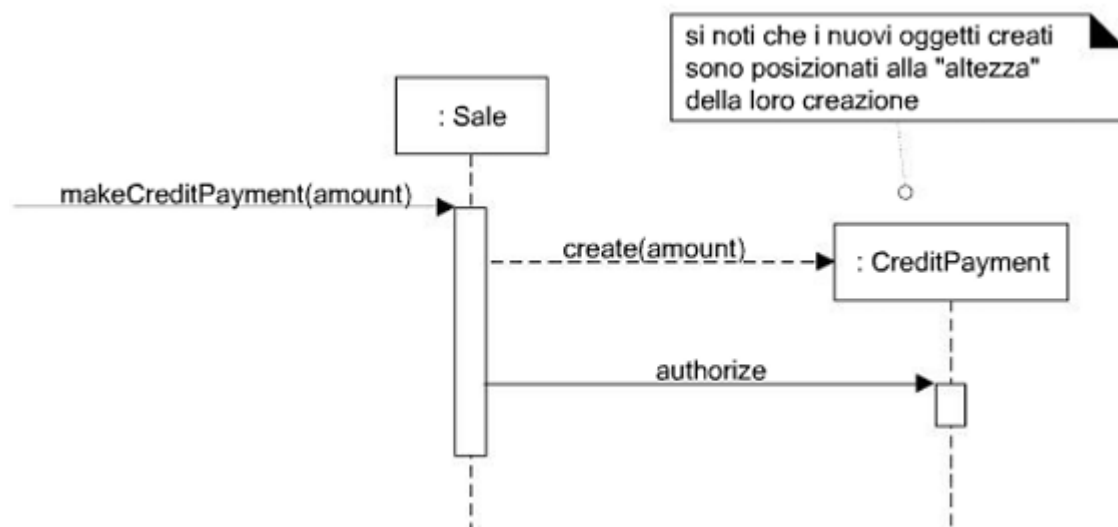 si noti che i nuovi oggetti creati
sono posizionati alla "altezza"
della loro creazione
: Sale
makeCreditPayment(amount)
create(amount)
: CreditPayment
authorize